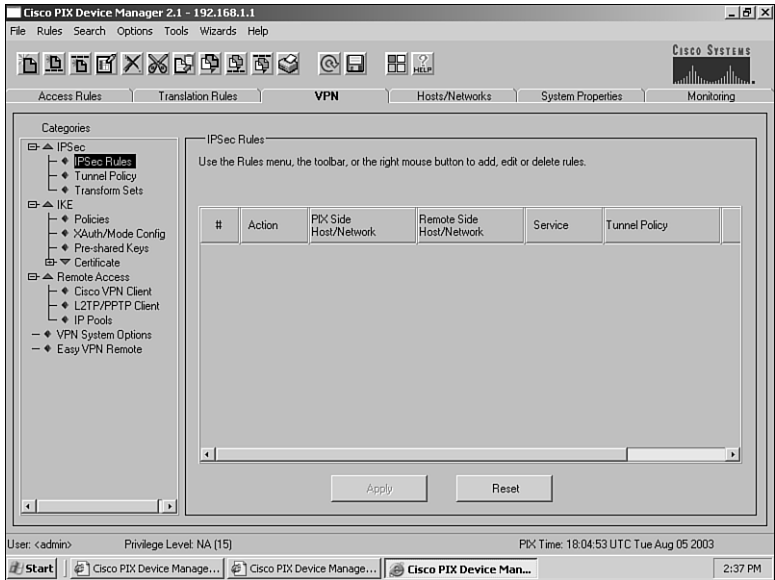 Cisco PIX Device Manager 2.1 - 192.168.1.1
File Rules Search Options Tools Wizards Help
HELP
CISCO SYSTEMS
Access Rules Translation Rules VPN Hosts/Networks System Properties Monitoring
Categories
IPSec
IPSec Rules
Tunnel Policy
Transform Sets
IKE
Policies
XAuth/Mode Config
Pre-shared Keys
Certificate
Remote Access
Cisco VPN Client
L2TP/PPTP Client
IP Pools
VPN System Options
Easy VPN Remote
IPSec Rules
Use the Rules menu, the toolbar, or the right mouse button to add, edit or delete rules.
# Action PIX Side Host/Network Remote Side Host/Network Service Tunnel Policy
Apply Reset
User: <admin> Privilege Level: NA (15) PIX Time: 18:04:53 UTC Tue Aug 05 2003
Start Cisco PIX Device Manage... Cisco PIX Device Manage... Cisco PIX Device Man... 2:37 PM